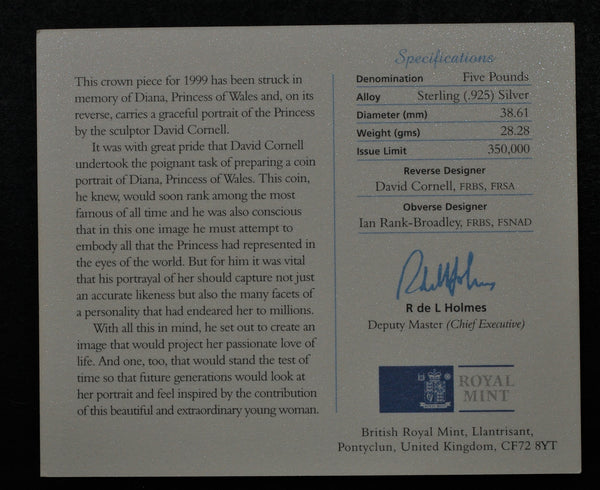 This crown piece for 1999 has been struck in
memory of Diana, Princess of Wales and, on its
reverse, carries a graceful portrait of the Princess
by the sculptor David Cornell.
It was with great pride that David Cornell
undertook the poignant task of preparing a coin
portrait of Diana, Princess of Wales. This coin,
he knew, would soon rank among the most
famous of all time and he was also conscious
that in this one image he must attempt to
embody all that the Princess had represented in
the eyes of the world. But for him it was vital
that his portrayal of her should capture not just
an accurate likeness but also the many facets of
a personality that had endeared her to millions.
With all this in mind, he set out to create an
image that would project her passionate love of
life. And one, too, that would stand the test of
time so that future generations would look at
her portrait and feel inspired by the contribution
of this beautiful and extraordinary young woman.
Specifications
Denomination Five Pounds
Alloy Sterling (.925) Silver
Diameter (mm) 38.61
Weight (gms) 28.28
Issue Limit 350,000
Reverse Designer
David Cornell, FRBS, FRSA
Obverse Designer
Ian Rank-Broadley, FRBS, FSNAD
R de L Holmes
R de L Holmes
Deputy Master (Chief Executive)
ROYAL
MINT
British Royal Mint, Llantrisant,
Pontyclun, United Kingdom, CF72 8YT